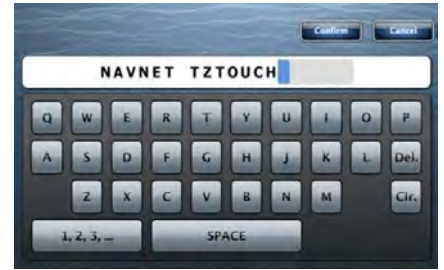 Confirm Cancel
NAVNET TZTOUCH
Q W E R T Y U I O P
A S D F G H J K L Del.
Z X C V B N M Clr.
1, 2, 3, ... SPACE